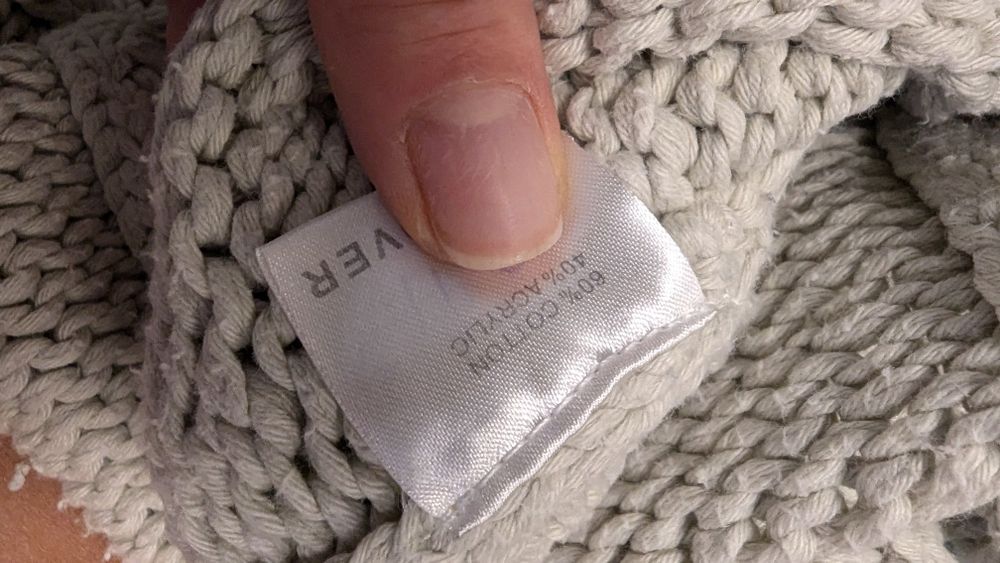 VER
60% COTTON
40% ACRYLIC